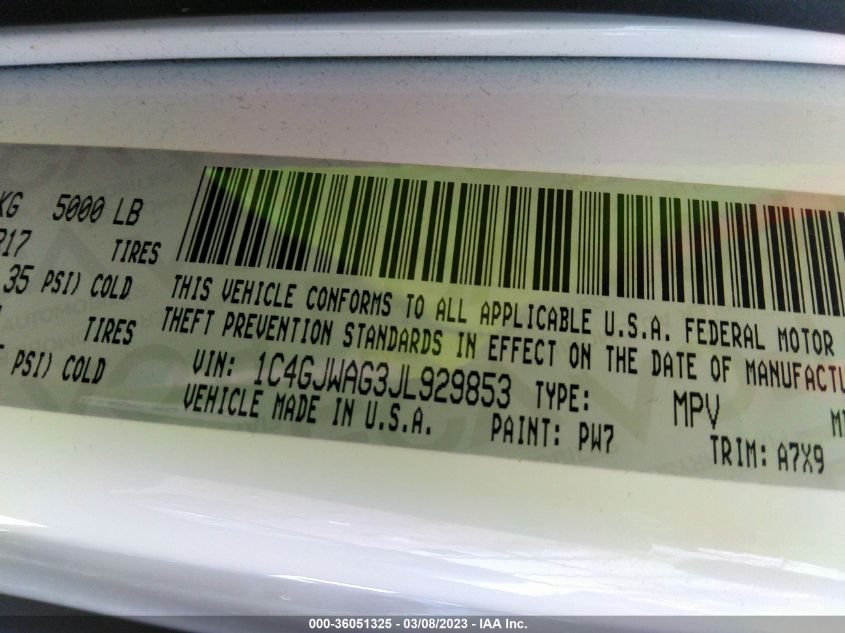 KG 5000 LB
R17 TIRES
35 PSI) COLD
TIRES
PSI) COLD
THIS VEHICLE CONFORMS TO ALL APPLICABLE U.S.A. FEDERAL MOTOR
THEFT PREVENTION STANDARDS IN EFFECT ON THE DATE OF MANUFACTU
VIN: 1C4GJWAG3JL929853 TYPE: MPV
VEHICLE MADE IN U.S.A. PAINT: PW7 TRIM: A7X9
000-36051325 - 03/08/2023 - IAA Inc.